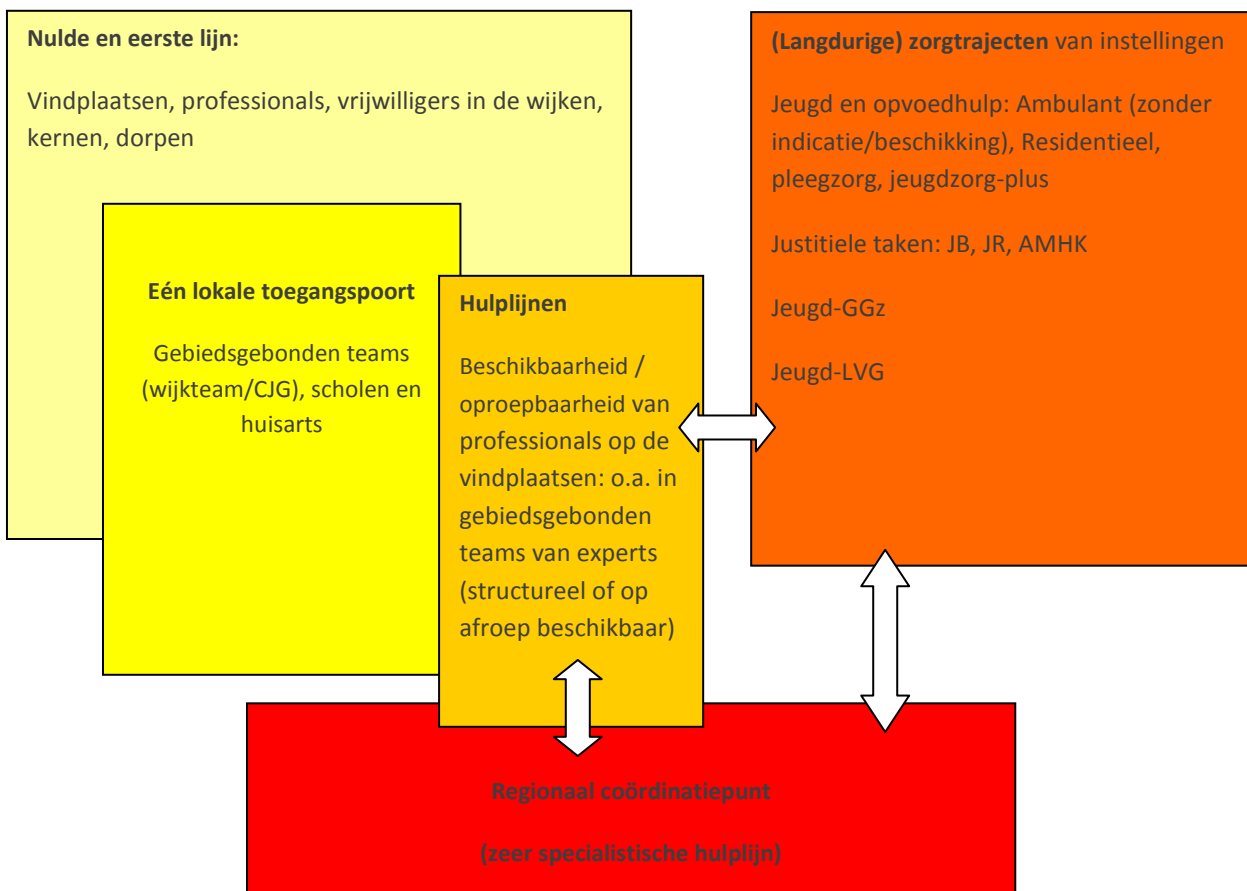 Nulde en eerste lijn:
Vindplaatsen, professionals, vrijwilligers in de wijken,
kernen, dorpen
Eén lokale toegangspoort
Gebiedsgebonden teams
(wijkteam/CJG), scholen en
huisarts
Hulplijnen
Beschikbaarheid /
oproepbaarheid van
professionals op de
vindplaatsen: o.a. in
gebiedsgebonden
teams van experts
(structureel of op
afroep beschikbaar)
(Langdurige) zorgtrajecten van instellingen
Jeugd en opvoedhulp: Ambulant (zonder
indicatie/beschikking), Residentieel,
pleegzorg, jeugdzorg-plus
Justitiele taken: JB, JR, AMHK
Jeugd-GGz
Jeugd-LVG
Regionaal coördinatiepunt
(zeer specialistische hulplijn)